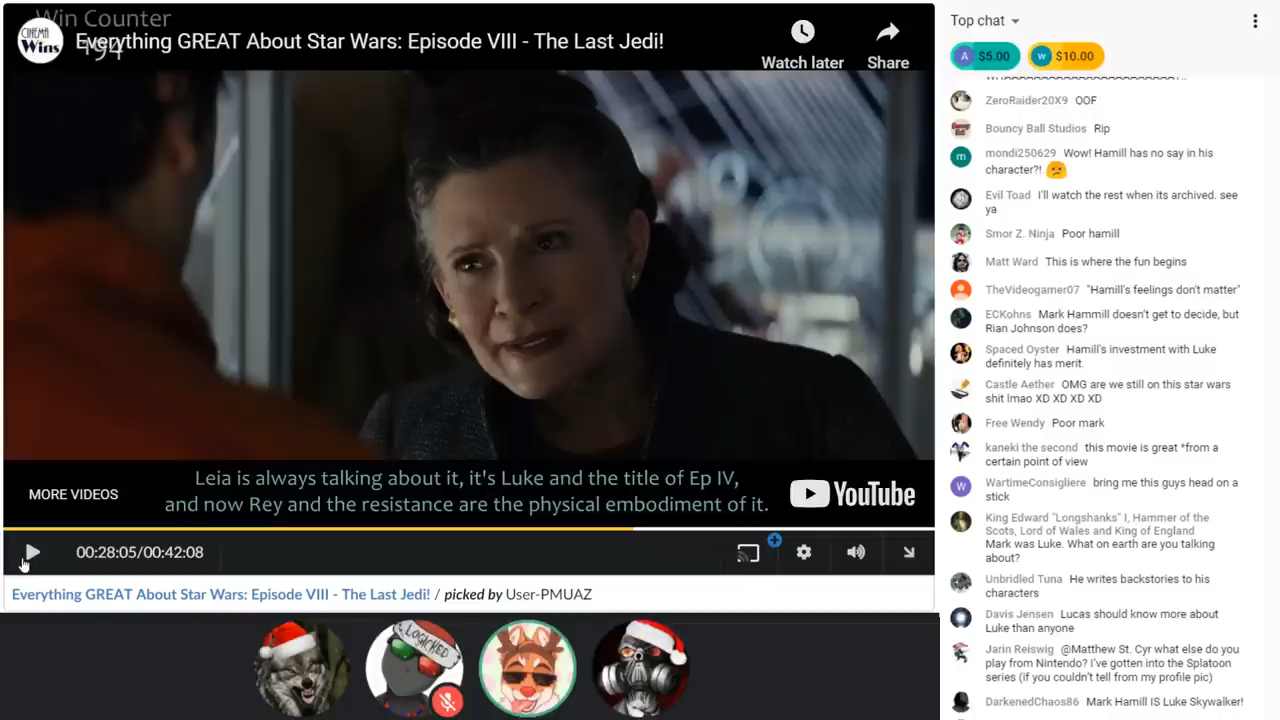 Win Counter
194
CINEMA
WiNS
Everything GREAT About Star Wars: Episode VIII - The Last Jedi!
Watch later
Share
Leia is always talking about it, it's Luke and the title of Ep IV,
and now Rey and the resistance are the physical embodiment of it.
MORE VIDEOS
YouTube
00:28:05/00:42:08
Everything GREAT About Star Wars: Episode VIII - The Last Jedi! / picked by User-PMUAZ
LOGICKED
Top chat
A $5.00
w $10.00
ZeroRaider20X9 OOF
Bouncy Ball Studios Rip
m
mondi250629 Wow! Hamill has no say in his
character?!
Evil Toad I'll watch the rest when its archived. see
ya
Smor Z. Ninja Poor hamill
Matt Ward This is where the fun begins
TheVideogamer07 "Hamill's feelings don't matter"
ECKohns Mark Hammill doesn't get to decide, but
Rian Johnson does?
Spaced Oyster Hamill's investment with Luke
definitely has merit.
Castle Aether OMG are we still on this star wars
shit lmao XD XD XD XD
Free Wendy Poor mark
kaneki the second this movie is great *from a
certain point of view
W
WartimeConsigliere bring me this guys head on a
stick
King Edward "Longshanks" I, Hammer of the
Scots, Lord of Wales and King of England
Mark was Luke. What on earth are you talking
about?
Unbridled Tuna He writes backstories to his
characters
Davis Jensen Lucas should know more about
Luke than anyone
Jarin Reiswig @Matthew St. Cyr what else do you
play from Nintendo? I've gotten into the Splatoon
series (if you couldn't tell from my profile pic)
DarkenedChaos86 Mark Hamill IS Luke Skywalker!